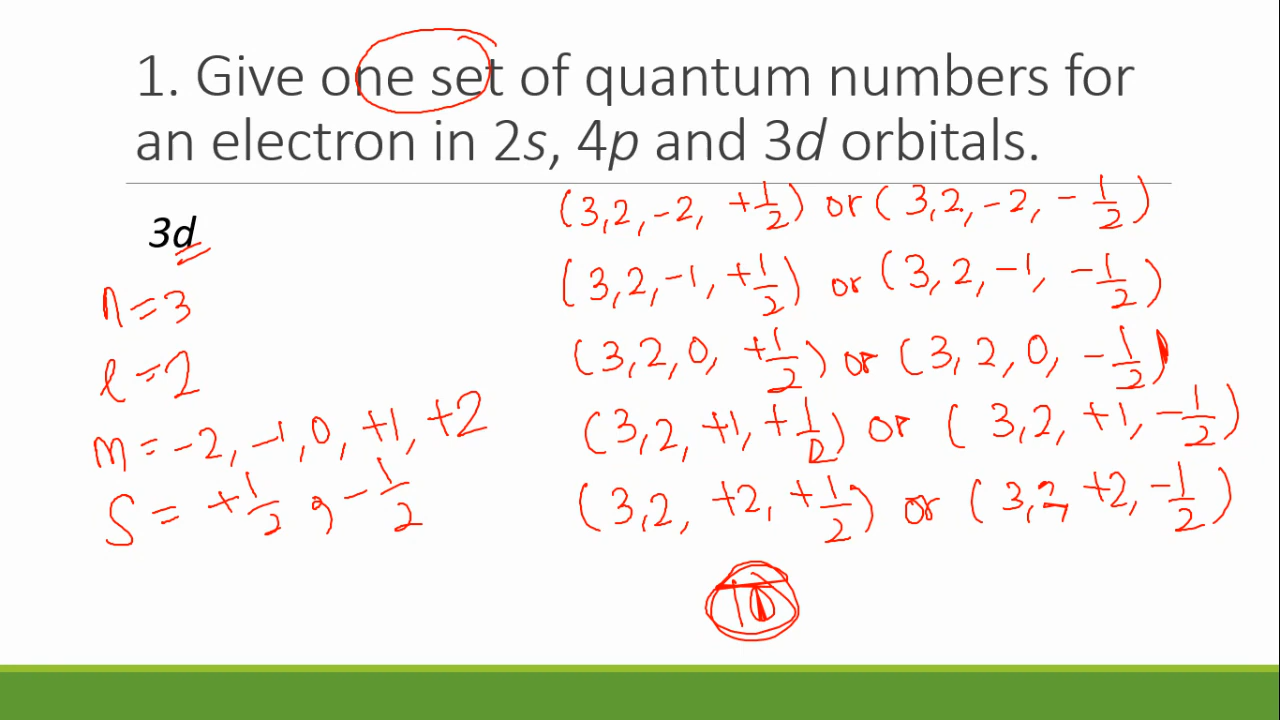 1. Give one set of quantum numbers for
an electron in 2s, 4p and 3d orbitals.
3d
n=3
l=2
m=-2,-1,0,+1,+2
S=+1/2,-1/2
(3,2,-2,+1/2) or (3,2,-2,-1/2)
(3,2,-1,+1/2) or (3,2,-1,-1/2)
(3,2,0,+1/2) or (3,2,0,-1/2)
(3,2,+1,+1/2) or (3,2,+1,-1/2)
(3,2,+2,+1/2) or (3,2,+2,-1/2)
10